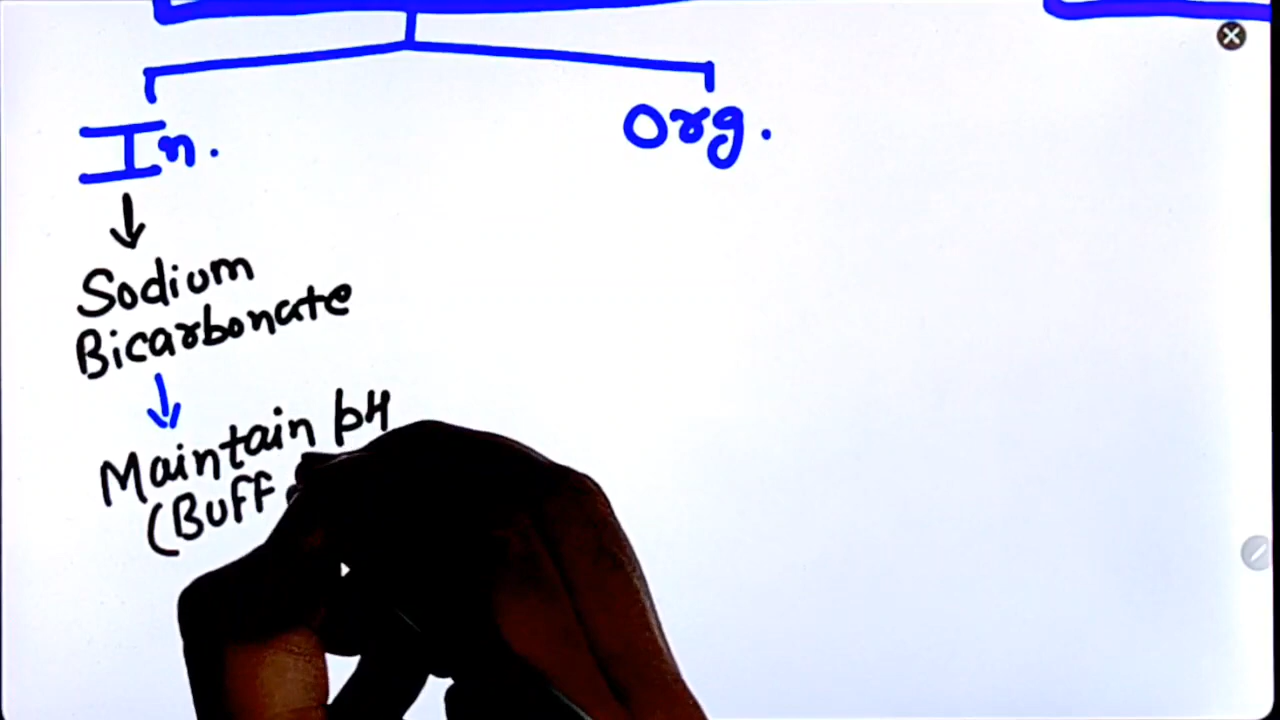 In.
Org.
Sodium
Bicarbonate
Maintain pH
(Buff